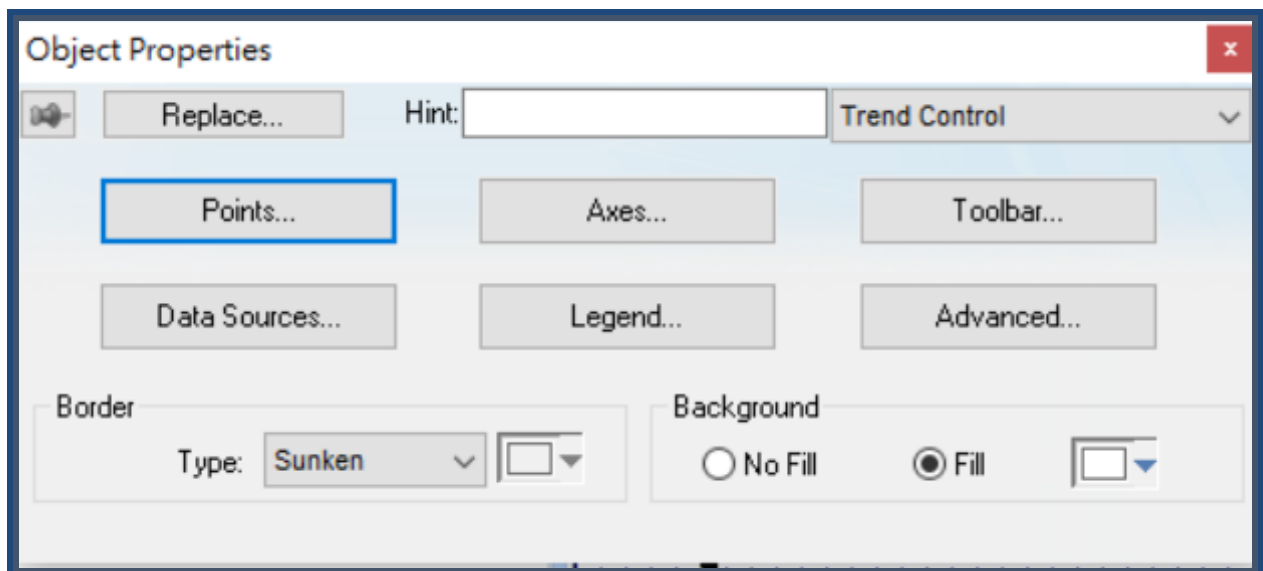 Object Properties
x
Replace... Hint: Trend Control
Points... Axes... Toolbar...
Data Sources... Legend... Advanced...
Border Background
Type: Sunken No Fill Fill